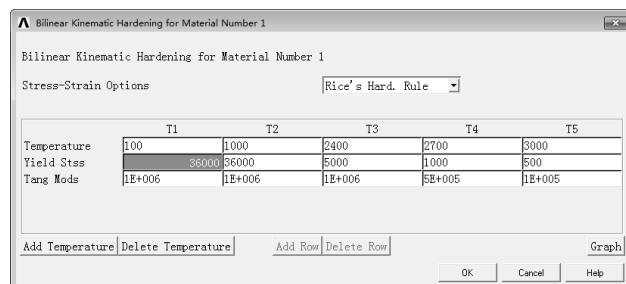 Bilinear Kinematic Hardening for Material Number 1
Bilinear Kinematic Hardening for Material Number 1
Stress-Strain Options Rice's Hard. Rule
T1 T2 T3 T4 T5
Temperature 100 1000 2400 2700 3000
Yield Stss 36000 36000 5000 1000 500
Tang Mods 1E+006 1E+006 1E+006 5E+005 1E+005
Add Temperature Delete Temperature Add Row Delete Row Graph
OK Cancel Help